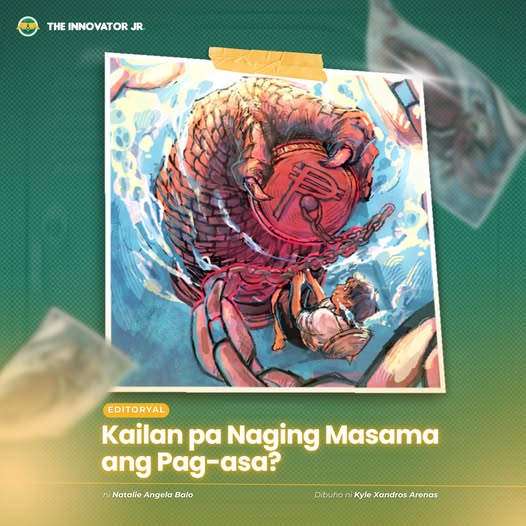 THE INNOVATOR JR.
EDITORYAL
Kailan pa Naging Masama
ang Pag-asa?
ni Natalie Angela Balo
Dibuho ni Kyle Xandros Arenas